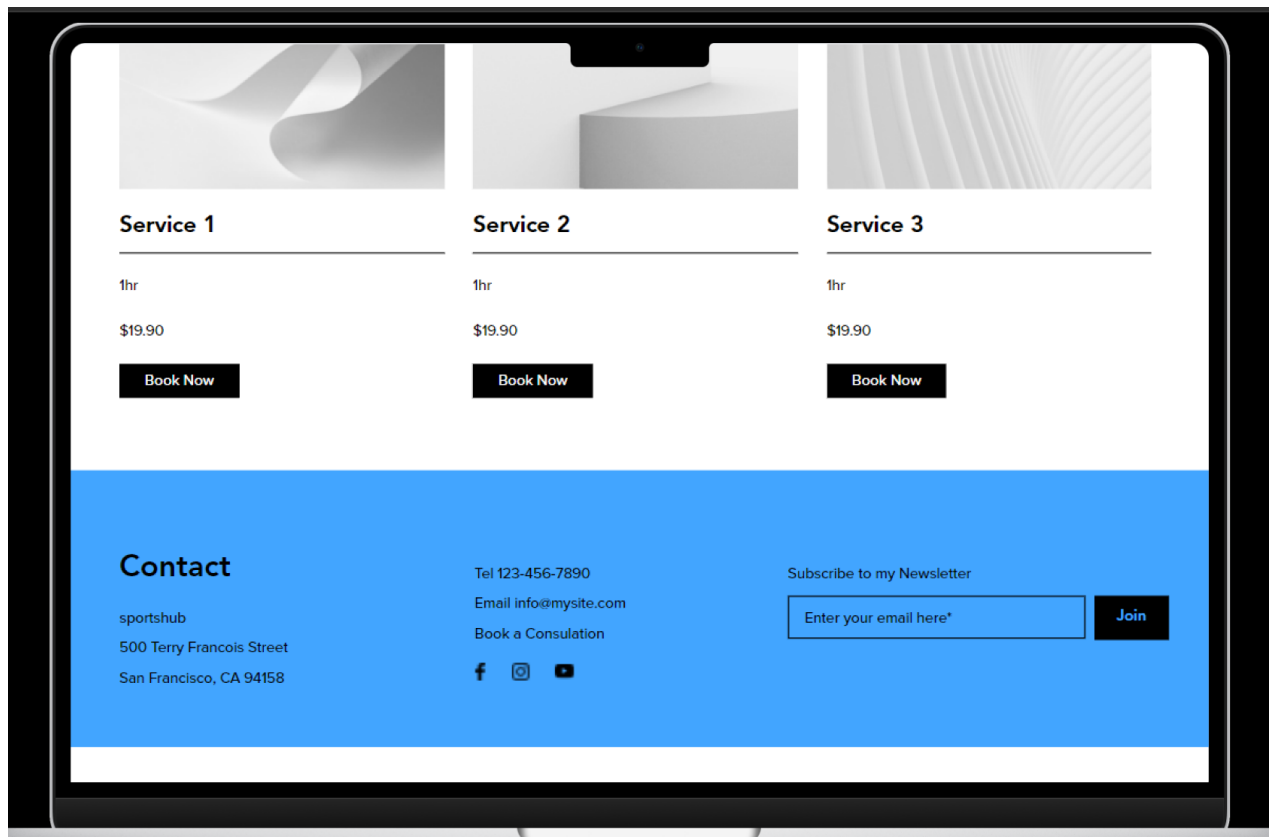 Service 1
Service 2
Service 3
1hr
1hr
1hr
$19.90
$19.90
$19.90
Book Now
Book Now
Book Now
Contact
sportshub
500 Terry Francois Street
San Francisco, CA 94158
Tel 123-456-7890
Email info@mysite.com
Book a Consulation
Subscribe to my Newsletter
Enter your email here*
Join